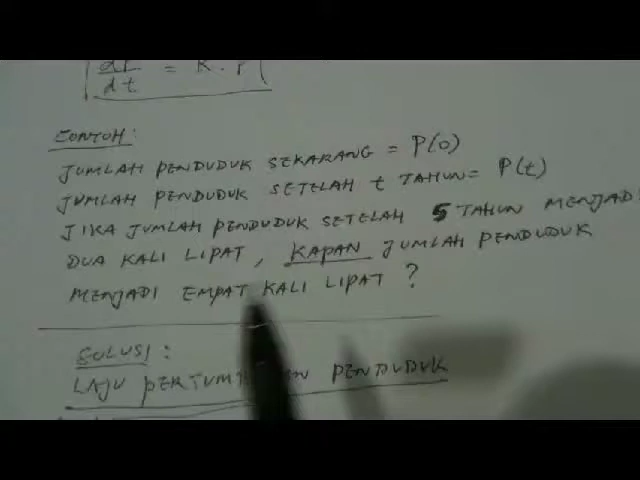 dP/dt = K . P
CONTOH:
JUMLAH PENDUDUK SEKARANG = P(0)
JUMLAH PENDUDUK SETELAH t TAHUN = P(t)
JIKA JUMLAH PENDUDUK SETELAH 5 TAHUN MENJADI
DUA KALI LIPAT, KAPAN JUMLAH PENDUDUK
MENJADI EMPAT KALI LIPAT ?
SOLUSI :
LAJU PENDUDUK